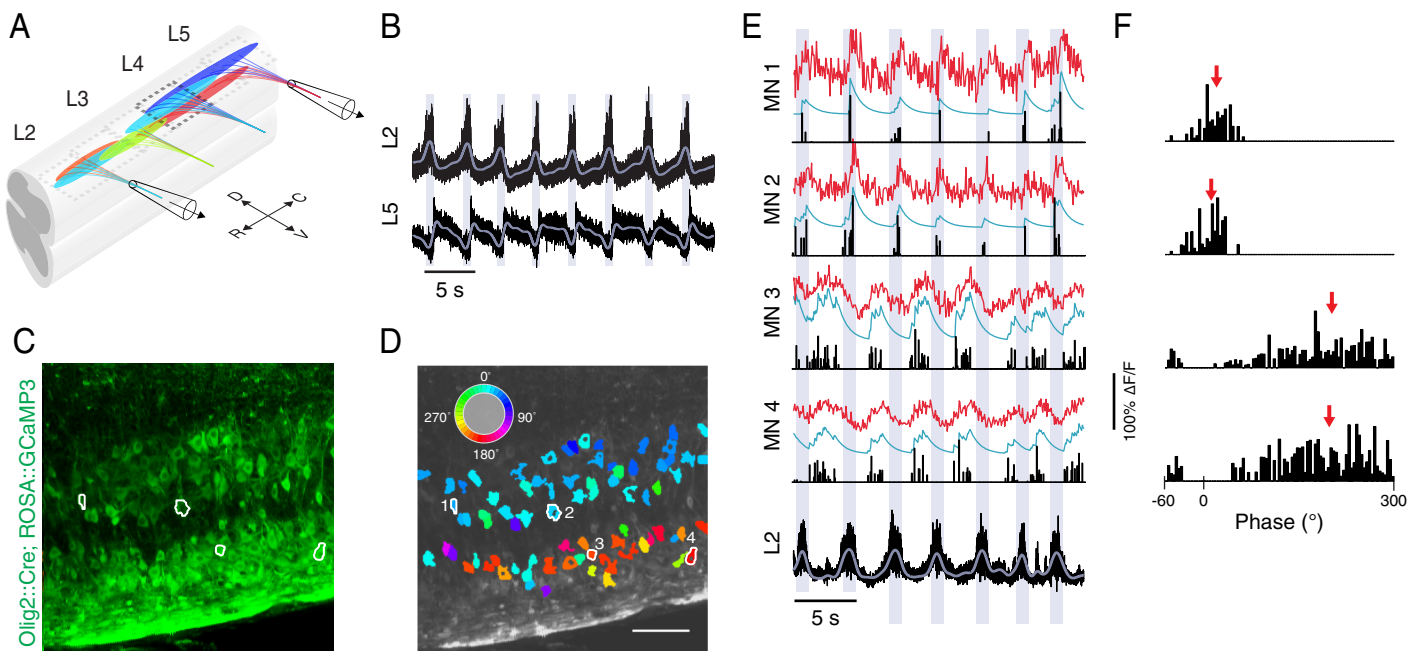 A
L5
L4
L3
L2
D
C
R
V
B
L2
L5
5 s
C
Olig2::Cre; ROSA::GCaMP3
D
0°
270°
90°
180°
1
2
3
4
E
MN 1
MN 2
MN 3
MN 4
L2
5 s
100% ΔF/F
F
-60
0
300
Phase (°)